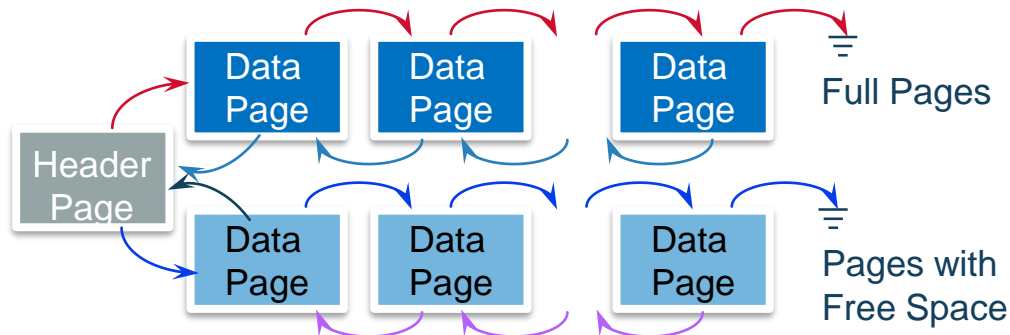 Data
Page
Data
Page
Data
Page
Full Pages
Header
Page
Data
Page
Data
Page
Data
Page
Pages with
Free Space